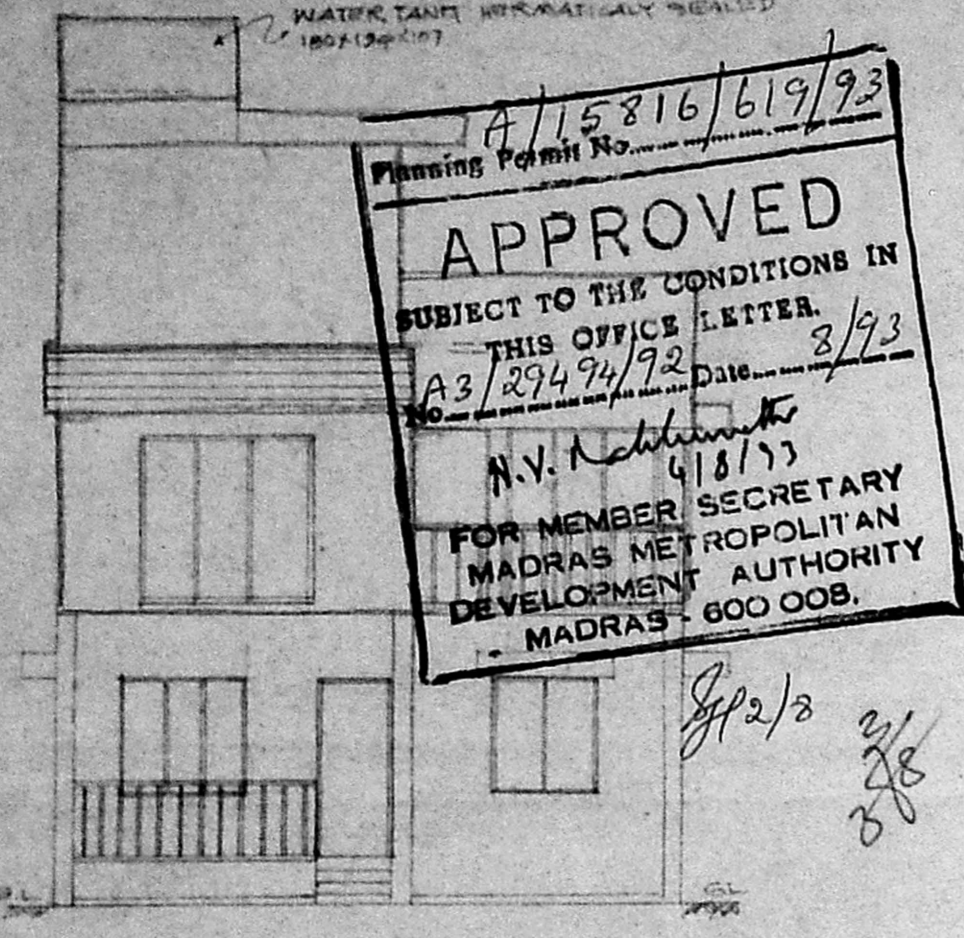 WATER TANK HERMATICALY SEALED
A/15816/619/93
Planning Permit No.
APPROVED
SUBJECT TO THE CONDITIONS IN
THIS OFFICE LETTER.
No. A3/29494/92 Date 8/93
N.V.
4/8/93
FOR MEMBER SECRETARY
MADRAS METROPOLITAN
DEVELOPMENT AUTHORITY
MADRAS - 600 008.
2/8
GL